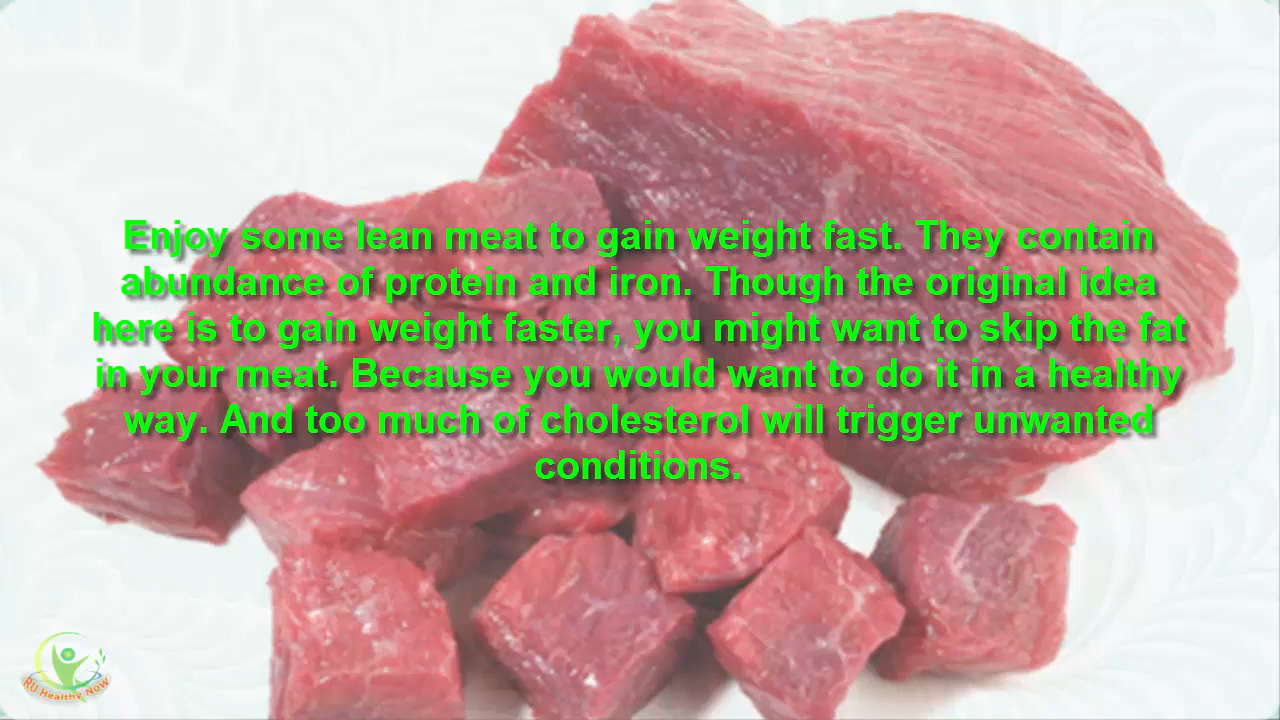 Enjoy some lean meat to gain weight fast. They contain
abundance of protein and iron. Though the original idea
here is to gain weight faster, you might want to skip the fat
in your meat. Because you would want to do it in a healthy
way. And too much of cholesterol will trigger unwanted
conditions.
RU Healthy Now